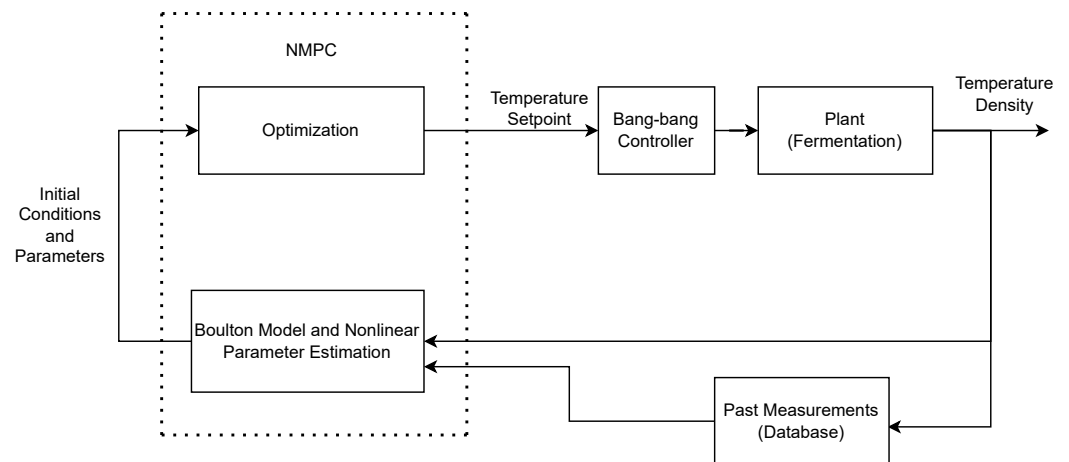 NMPC
Optimization
Temperature
Setpoint
Bang-bang
Controller
Plant
(Fermentation)
Temperature
Density
Initial
Conditions
and
Parameters
Boulton Model and Nonlinear
Parameter Estimation
Past Measurements
(Database)